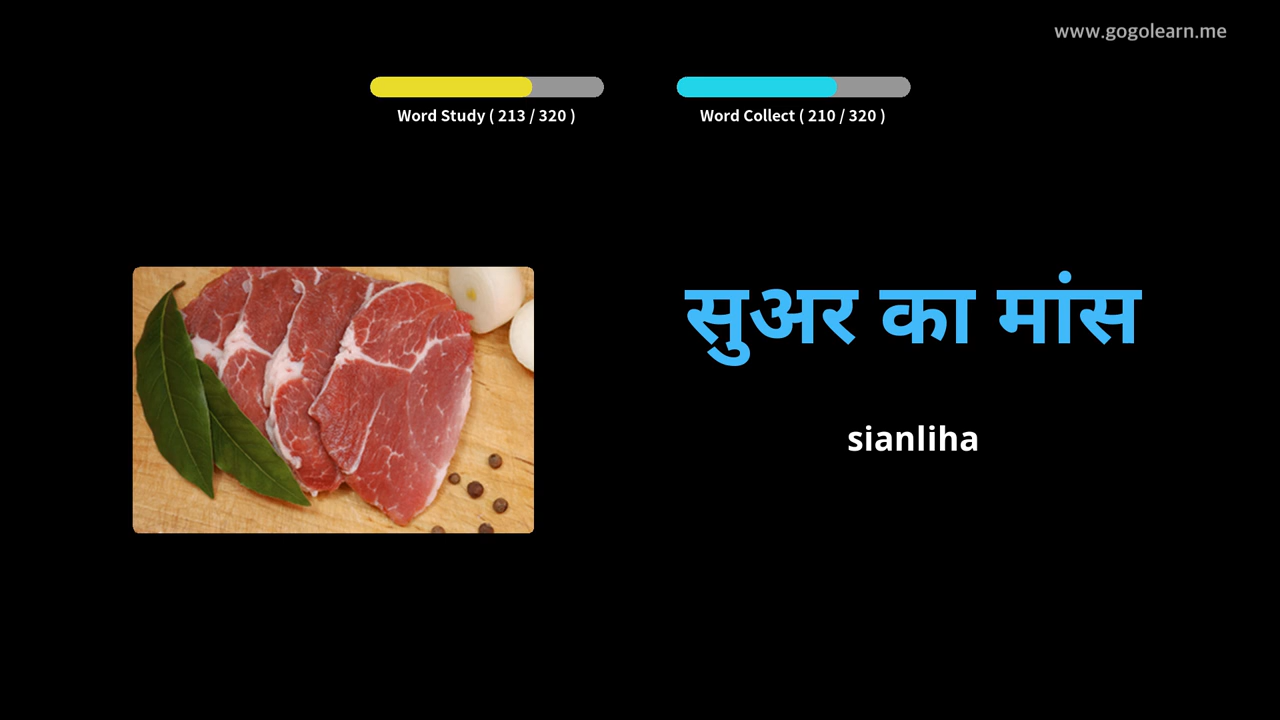 www.gogolearn.me
Word Study ( 213 / 320 )
Word Collect ( 210 / 320 )
सुअर का मांस
sianliha